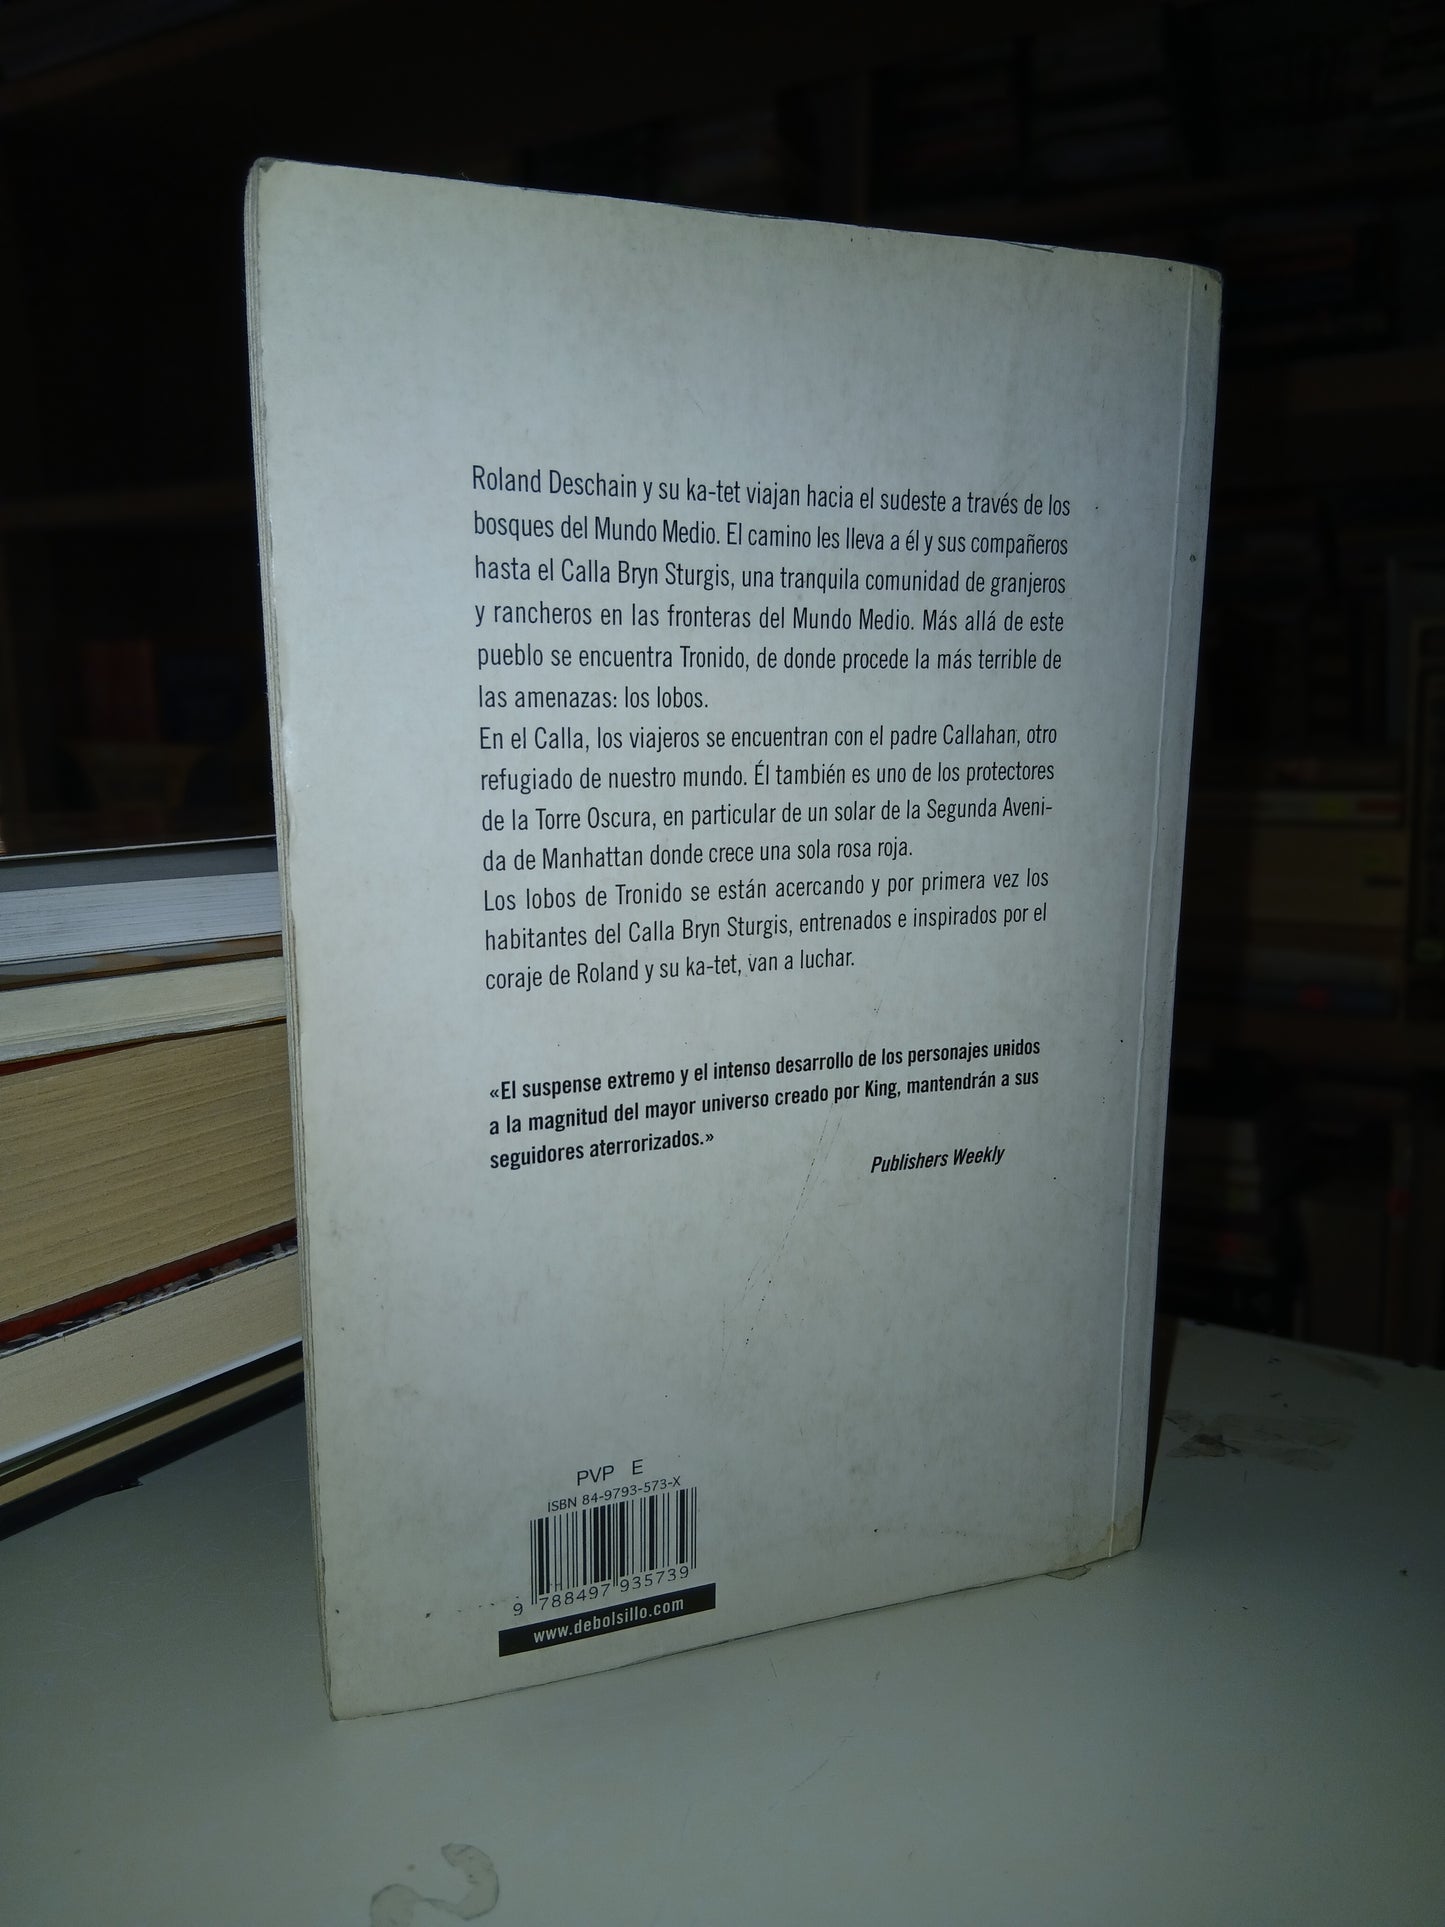 Roland Deschain y su ka-tet viajan hacia el sudeste a través de los
bosques del Mundo Medio. El camino les lleva a él y sus compañeros
hasta el Calla Bryn Sturgis, una tranquila comunidad de granjeros
y rancheros en las fronteras del Mundo Medio. Más allá de este
pueblo se encuentra Tronido, de donde procede la más terrible de
las amenazas: los lobos.
En el Calla, los viajeros se encuentran con el padre Callahan, otro
refugiado de nuestro mundo. Él también es uno de los protectores
de la Torre Oscura, en particular de un solar de la Segunda Aveni-
da de Manhattan donde crece una sola rosa roja.
Los lobos de Tronido se están acercando y por primera vez los
habitantes del Calla Bryn Sturgis, entrenados e inspirados por el
coraje de Roland y su ka-tet, van a luchar.
«El suspense extremo y el intenso desarrollo de los personajes unidos
a la magnitud del mayor universo creado por King, mantendrán a sus
seguidores aterrorizados.»
Publishers Weekly
PVP E
ISBN 84-9793-573-X
9 788497 935739
www.debolsillo.com